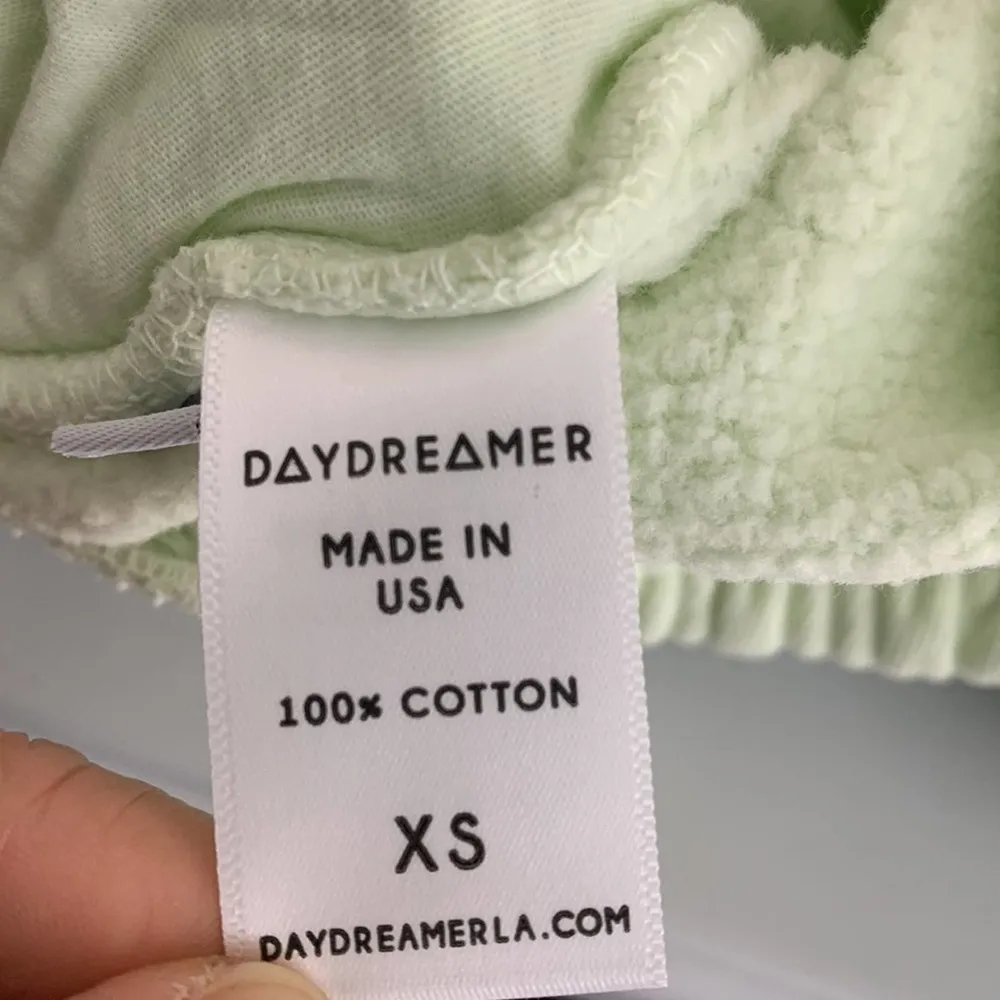 DAYDREAMER
MADE IN
USA
100% COTTON
XS
DAYDREAMERLA.COM